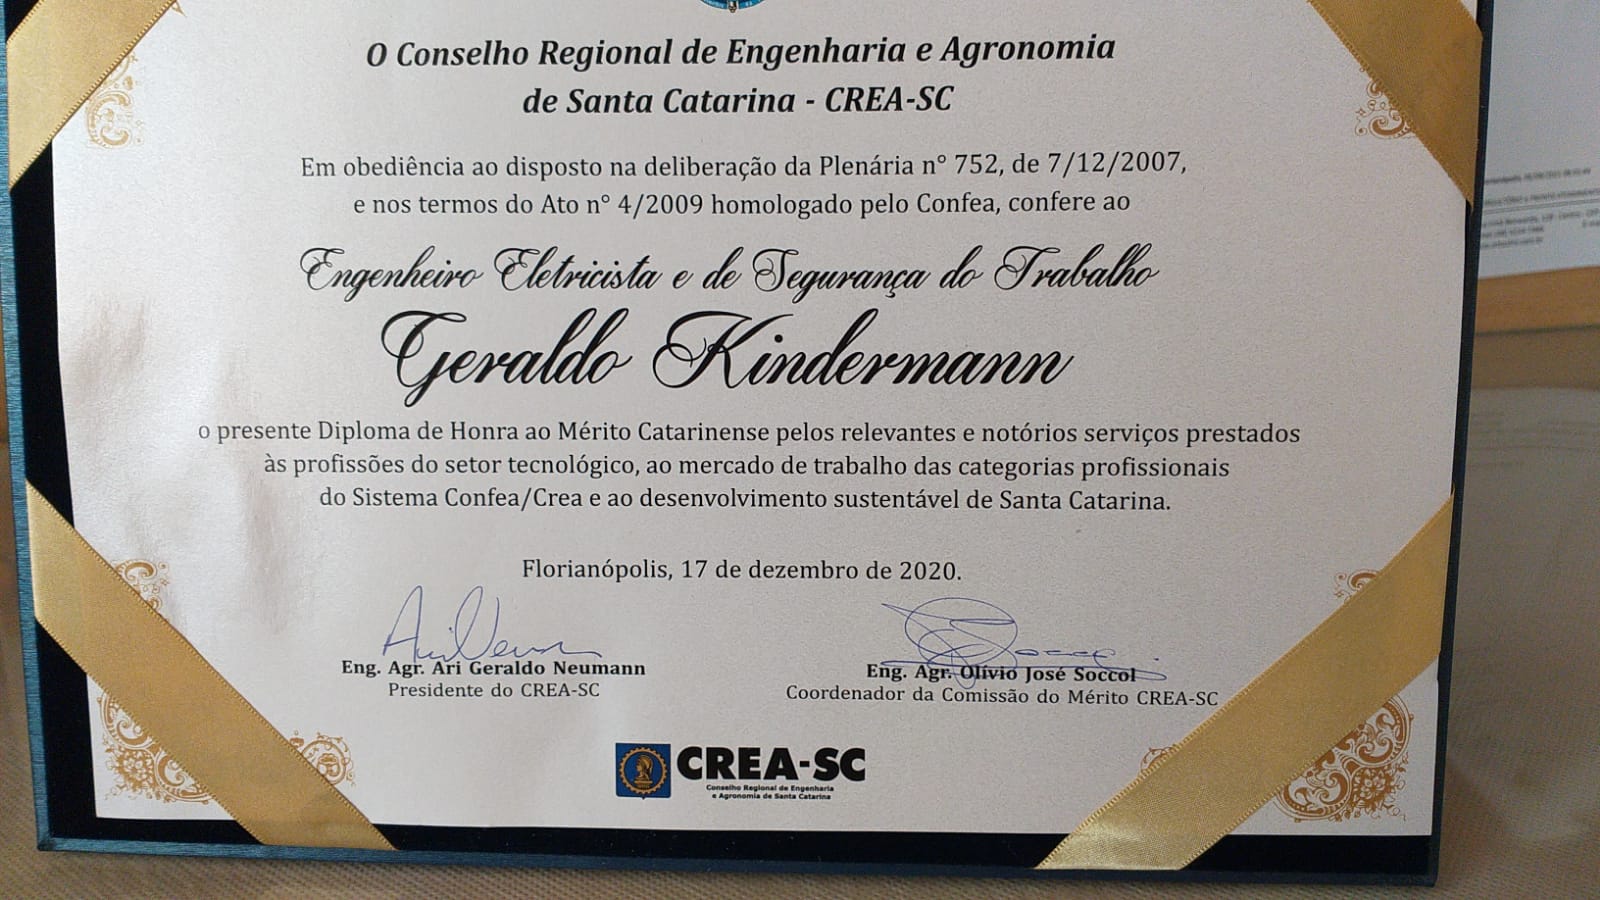 O Conselho Regional de Engenharia e Agronomia
de Santa Catarina - CREA-SC
Em obediência ao disposto na deliberação da Plenária n° 752, de 7/12/2007,
e nos termos do Ato n° 4/2009 homologado pelo Confea, confere ao
Engenheiro Eletricista e de Segurança do Trabalho
Geraldo Kindermann
o presente Diploma de Honra ao Mérito Catarinense pelos relevantes e notórios serviços prestados
às profissões do setor tecnológico, ao mercado de trabalho das categorias profissionais
do Sistema Confea/Crea e ao desenvolvimento sustentável de Santa Catarina.
Florianópolis, 17 de dezembro de 2020.
Eng. Agr. Ari Geraldo Neumann
Presidente do CREA-SC
Eng. Agr. Olívio José Soccol
Coordenador da Comissão do Mérito CREA-SC
CREA-SC
Conselho Regional de Engenharia
e Agronomia de Santa Catarina